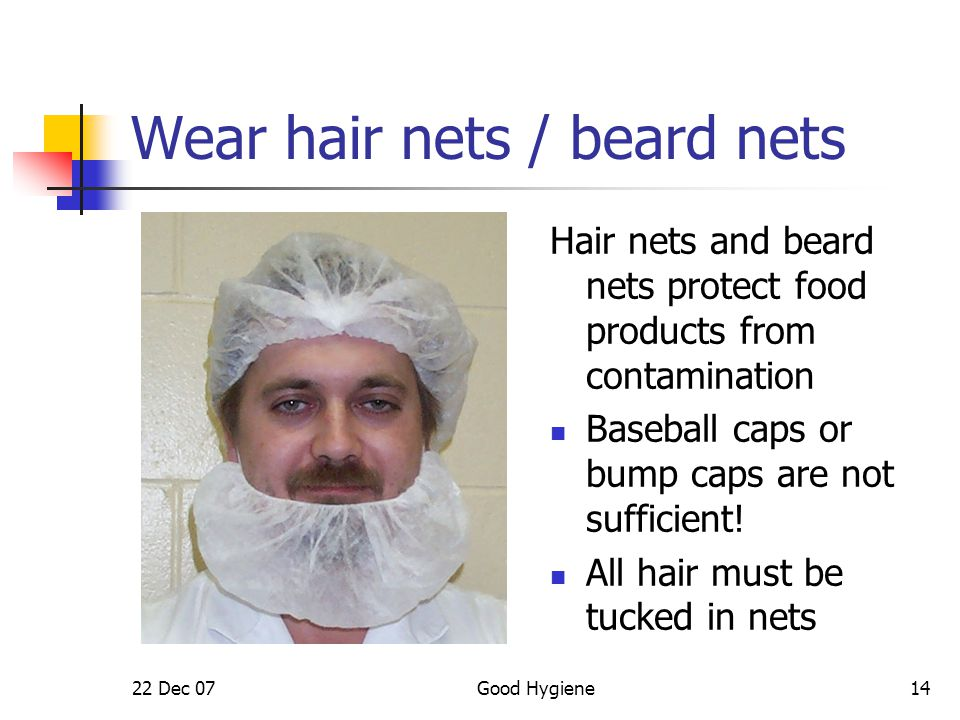 Wear hair nets / beard nets
Hair nets and beard
nets protect food
products from
contamination
Baseball caps or
bump caps are not
sufficient!
All hair must be
tucked in nets
22 Dec 07
Good Hygiene
14